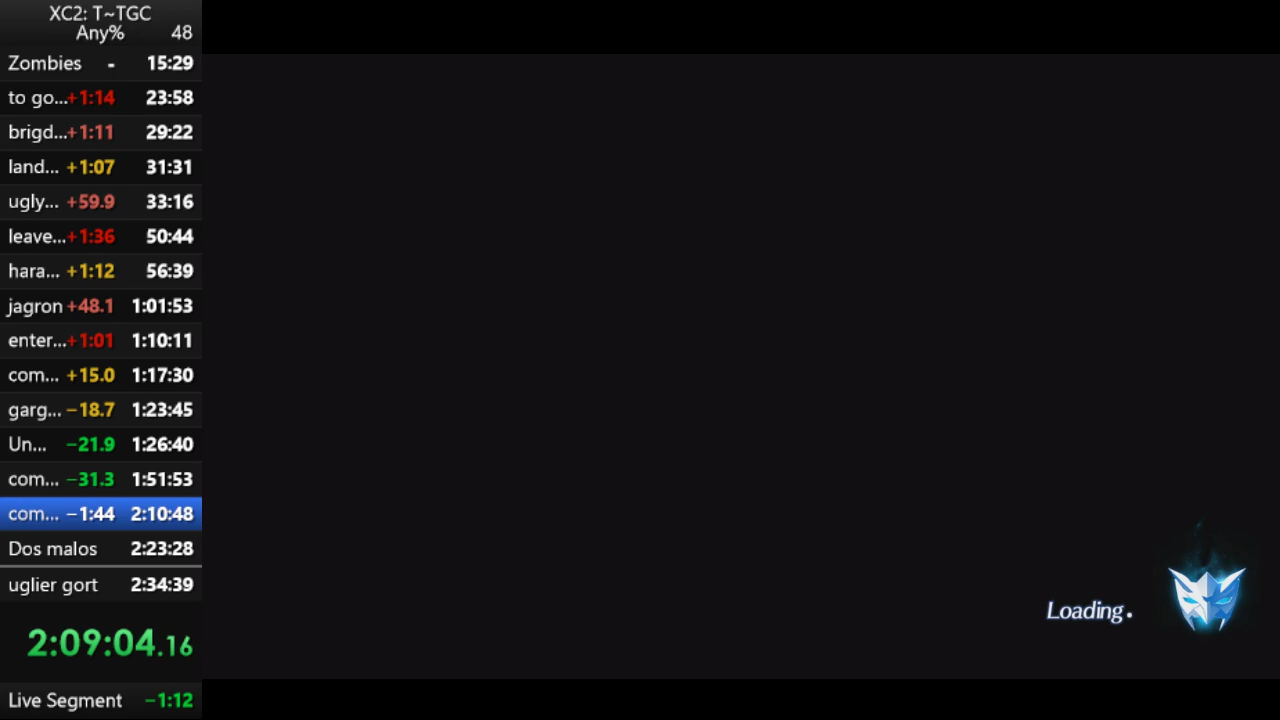 XC2: T~TGC
Any% 48
Zombies - 15:29
to go...+1:14 23:58
brigd...+1:11 29:22
land... +1:07 31:31
ugly... +59.9 33:16
leave...+1:36 50:44
hara... +1:12 56:39
jagron +48.1 1:01:53
enter...+1:01 1:10:11
com... +15.0 1:17:30
garg... −18.7 1:23:45
Un... −21.9 1:26:40
com... −31.3 1:51:53
com... −1:44 2:10:48
Dos malos 2:23:28
uglier gort 2:34:39
2:09:04.16
Live Segment −1:12
Loading.